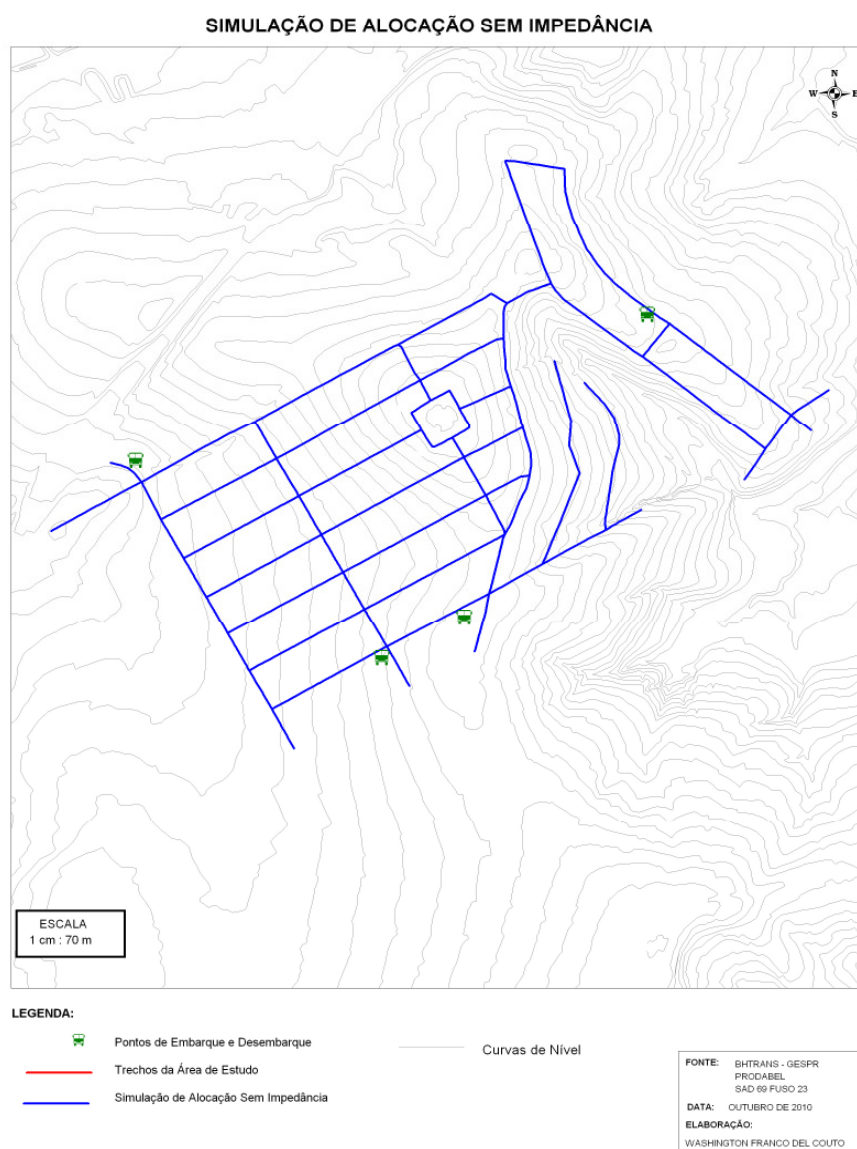 SIMULAÇÃO DE ALOCAÇÃO SEM IMPEDÂNCIA
N
W E
S
ESCALA
1 cm : 70 m
LEGENDA:
Pontos de Embarque e Desembarque
Trechos da Área de Estudo
Simulação de Alocação Sem Impedância
Curvas de Nível
FONTE: BHTRANS - GESPR
PRODABEL
SAD 69 FUSO 23
DATA: OUTUBRO DE 2010
ELABORAÇÃO:
WASHINGTON FRANCO DEL COUTO